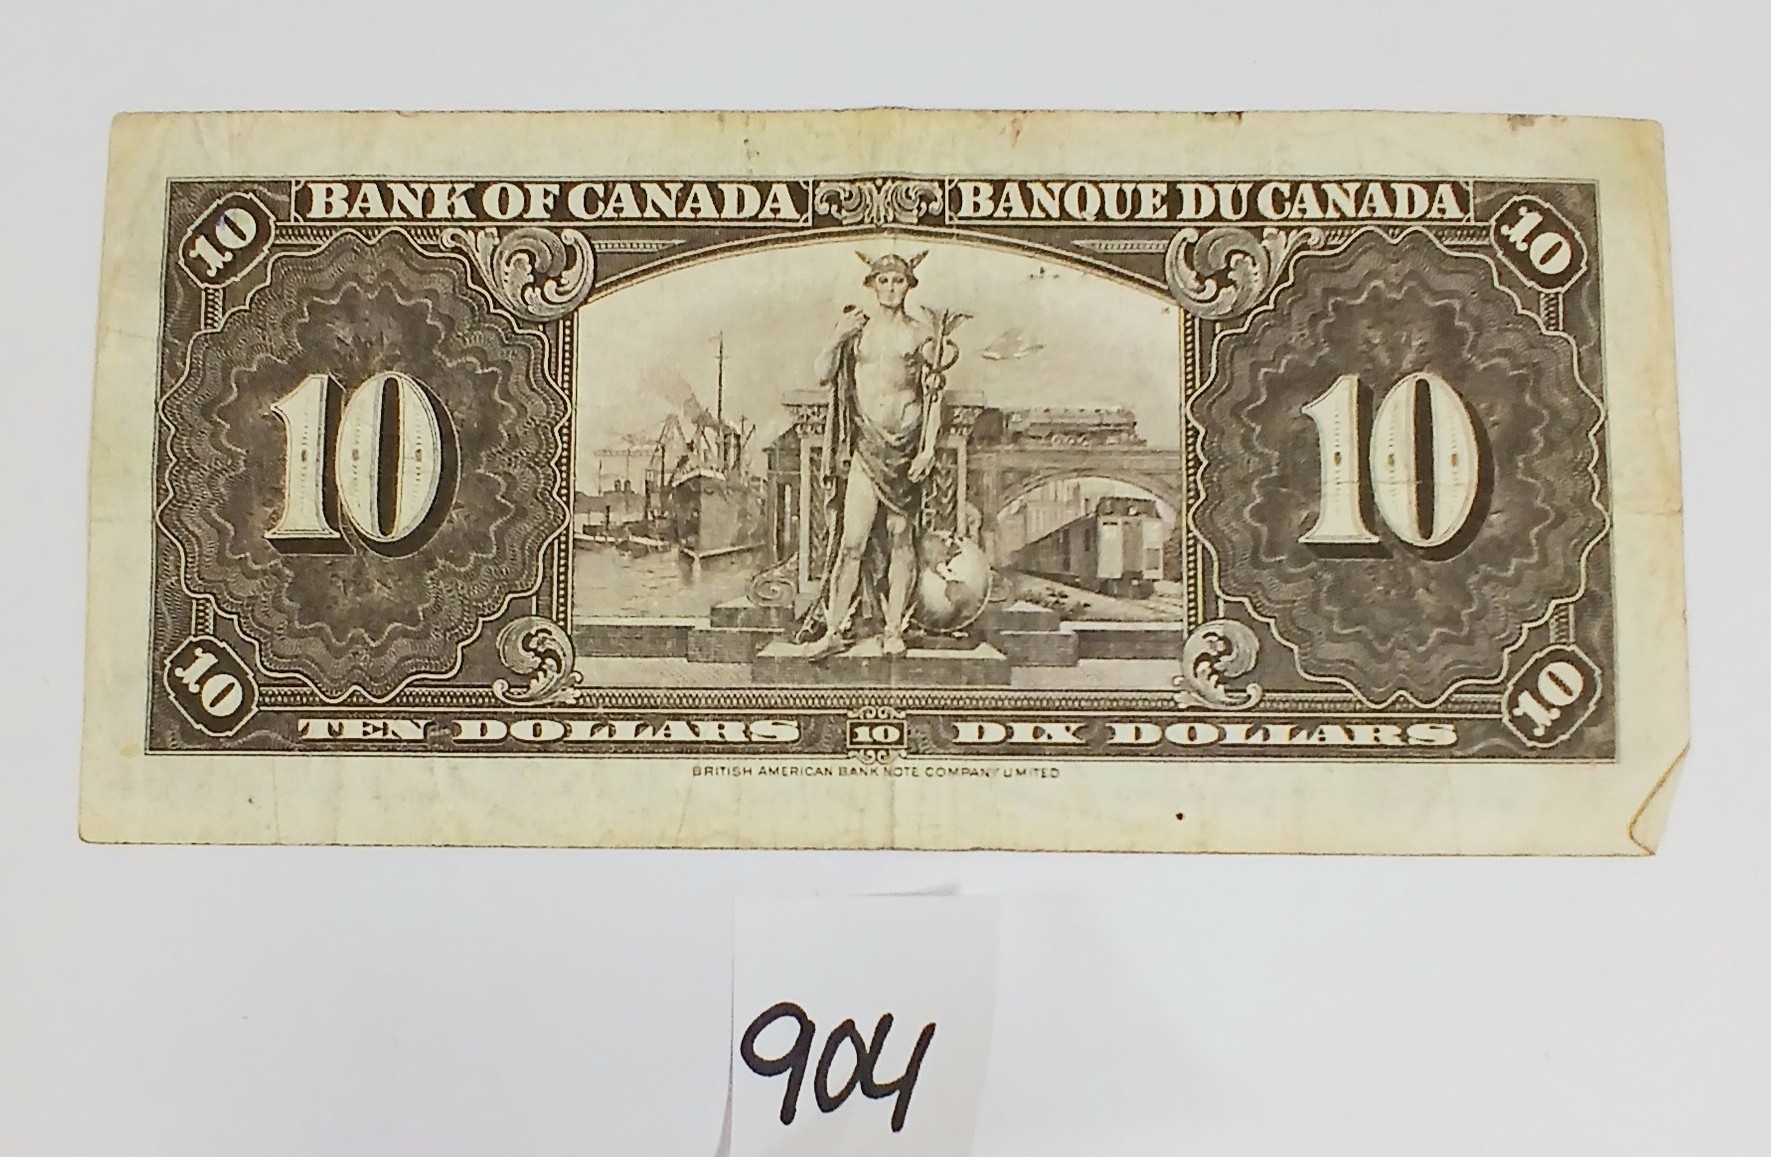 BANK OF CANADA BANQUE DU CANADA
10 10
10 10
10 10
TEN DOLLARS 10 DIX DOLLARS
BRITISH AMERICAN BANK NOTE COMPANY LIMITED
904